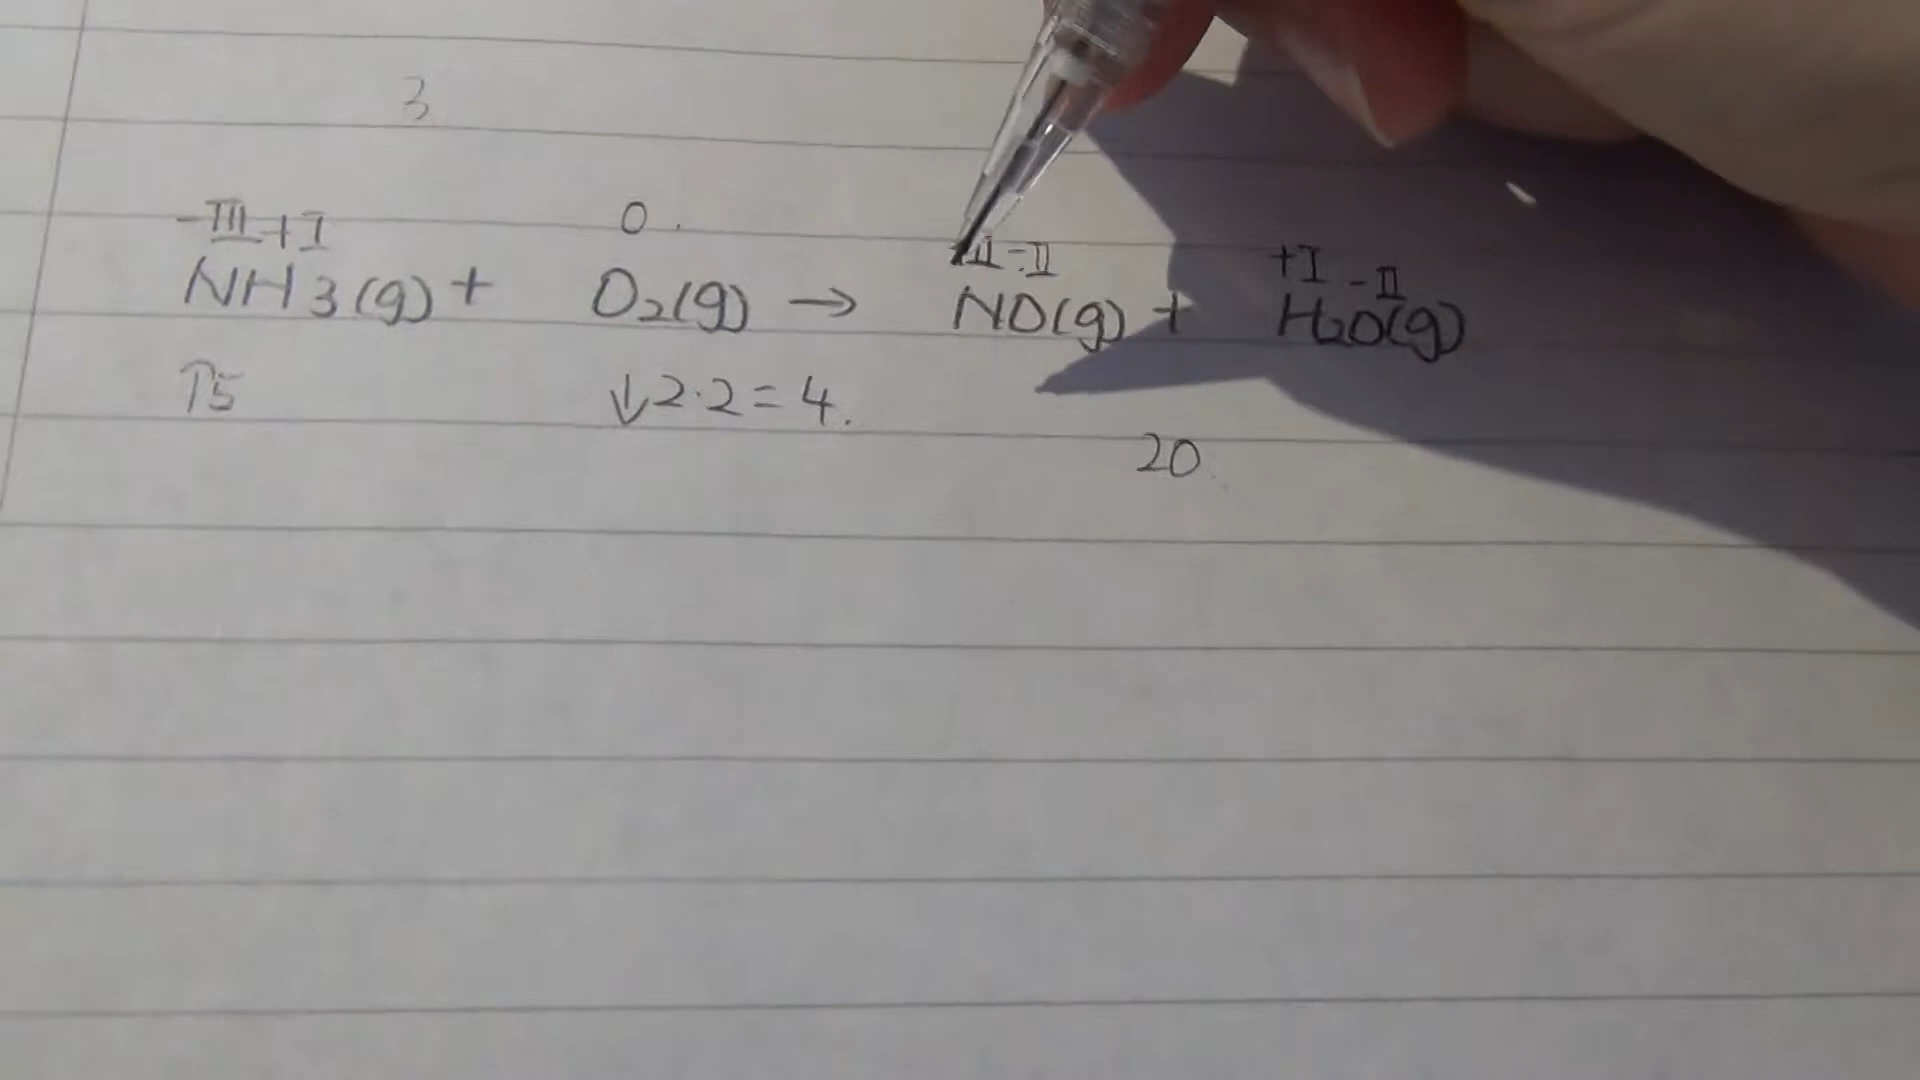 3
-III +I 0. II -II +I -II
NH3(g) + O2(g) → NO(g) + H2O(g)
↑5 ↓2·2=4.
20